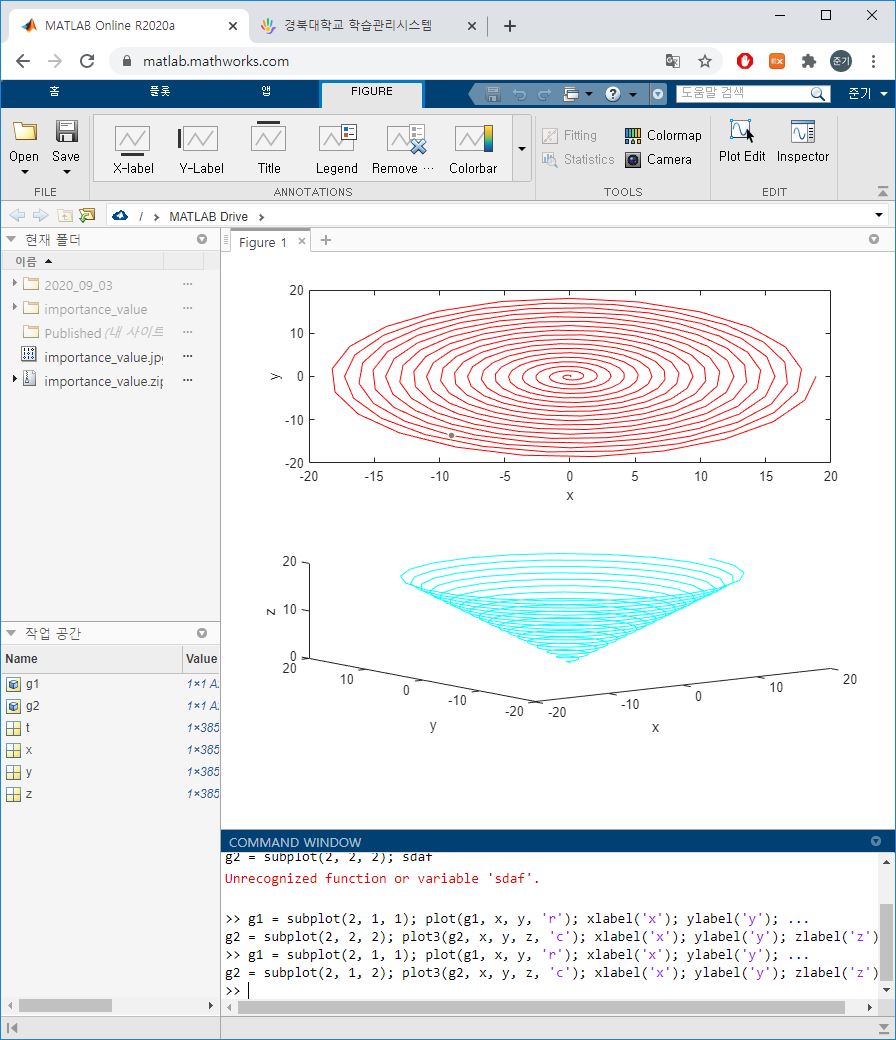 MATLAB Online R2020a
경북대학교 학습관리시스템
matlab.mathworks.com
준기
홈 플롯 앱 FIGURE
도움말 검색
준기
Open Save X-label Y-Label Title Legend Remove ··· Colorbar
Fitting Statistics Colormap Camera
Plot Edit Inspector
FILE ANNOTATIONS TOOLS EDIT
/ › MATLAB Drive ›
현재 폴더
이름
2020_09_03 ···
importance_value ···
Published (내 사이트 ···
importance_value.jpg ···
importance_value.zip ···
작업 공간
Name Value
g1 1×1 A
g2 1×1 A
t 1×385
x 1×385
y 1×385
z 1×385
Figure 1
20
10
0
-10
-20
y
-20 -15 -10 -5 0 5 10 15 20
x
20
10
0
z
20 10 0 -10 -20
y
-20 -10 0 10 20
x
COMMAND WINDOW
g2 = subplot(2, 2, 2); sdaf
Unrecognized function or variable 'sdaf'.
>> g1 = subplot(2, 1, 1); plot(g1, x, y, 'r'); xlabel('x'); ylabel('y'); ...
g2 = subplot(2, 2, 2); plot3(g2, x, y, z, 'c'); xlabel('x'); ylabel('y'); zlabel('z')
>> g1 = subplot(2, 1, 1); plot(g1, x, y, 'r'); xlabel('x'); ylabel('y'); ...
g2 = subplot(2, 1, 2); plot3(g2, x, y, z, 'c'); xlabel('x'); ylabel('y'); zlabel('z')
>>